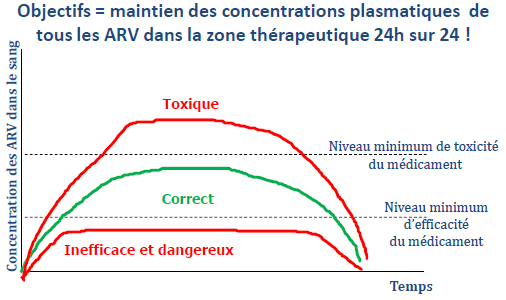 Objectifs = maintien des concentrations plasmatiques de
tous les ARV dans la zone thérapeutique 24h sur 24 !
Concentration des ARV dans le sang
Toxique
Niveau minimum de toxicité
du médicament
Correct
Niveau minimum
d'efficacité
du médicament
Inefficace et dangereux
Temps